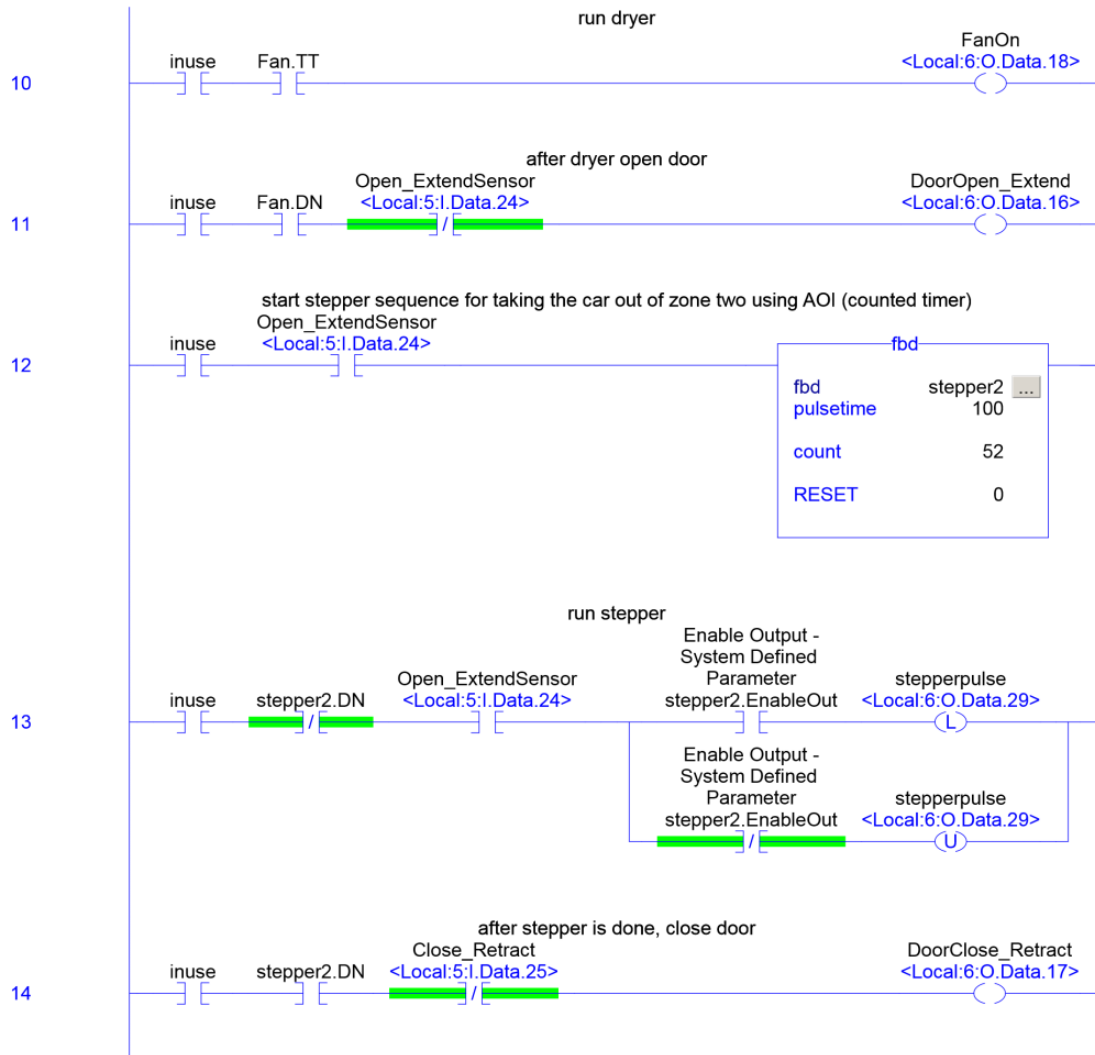 run dryer
FanOn
inuse Fan.TT <Local:6:O.Data.18>
10
after dryer open door
Open_ExtendSensor DoorOpen_Extend
inuse Fan.DN <Local:5:I.Data.24> <Local:6:O.Data.16>
11
start stepper sequence for taking the car out of zone two using AOI (counted timer)
Open_ExtendSensor
inuse <Local:5:I.Data.24> fbd
12
fbd stepper2 ...
pulsetime 100
count 52
RESET 0
run stepper
Enable Output -
System Defined
Open_ExtendSensor Parameter stepperpulse
inuse stepper2.DN <Local:5:I.Data.24> stepper2.EnableOut <Local:6:O.Data.29>
13 L
Enable Output -
System Defined
Parameter stepperpulse
stepper2.EnableOut <Local:6:O.Data.29>
U
after stepper is done, close door
Close_Retract DoorClose_Retract
inuse stepper2.DN <Local:5:I.Data.25> <Local:6:O.Data.17>
14